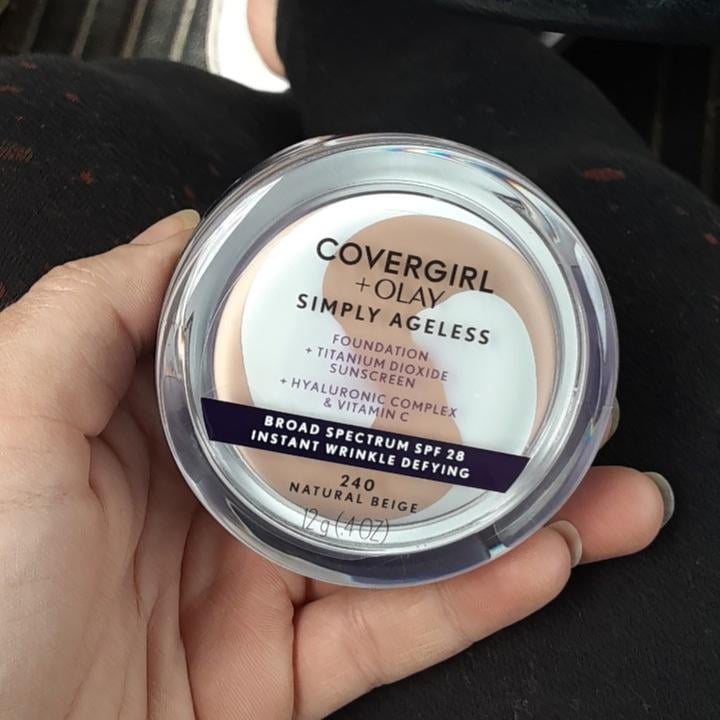 COVERGIRL
+OLAY
SIMPLY AGELESS
FOUNDATION
+ TITANIUM DIOXIDE
SUNSCREEN
+ HYALURONIC COMPLEX
& VITAMIN C
BROAD SPECTRUM SPF 28
INSTANT WRINKLE DEFYING
240
NATURAL BEIGE
12 g (.4 OZ)